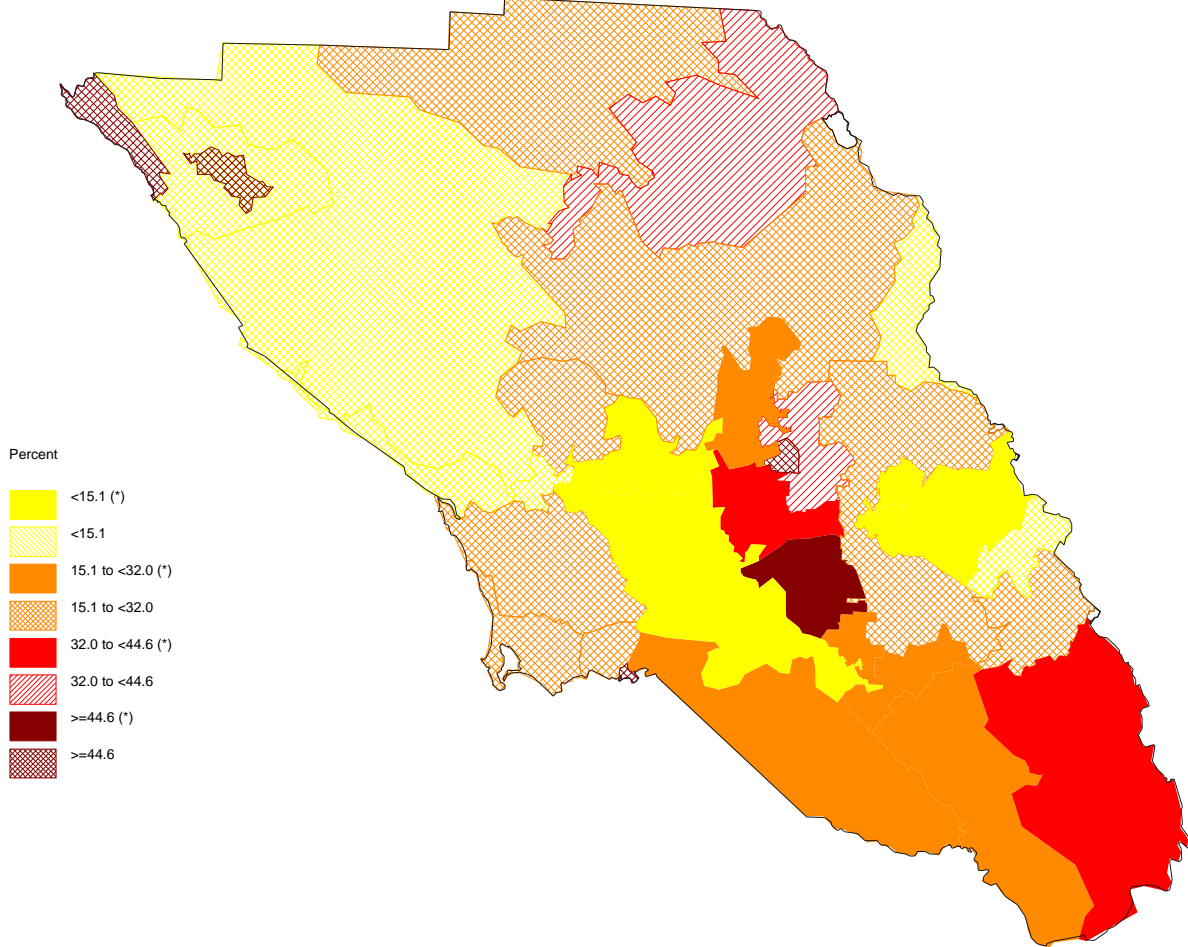 Percent
<15.1 (*)
<15.1
15.1 to <32.0 (*)
15.1 to <32.0
32.0 to <44.6 (*)
32.0 to <44.6
>=44.6 (*)
>=44.6